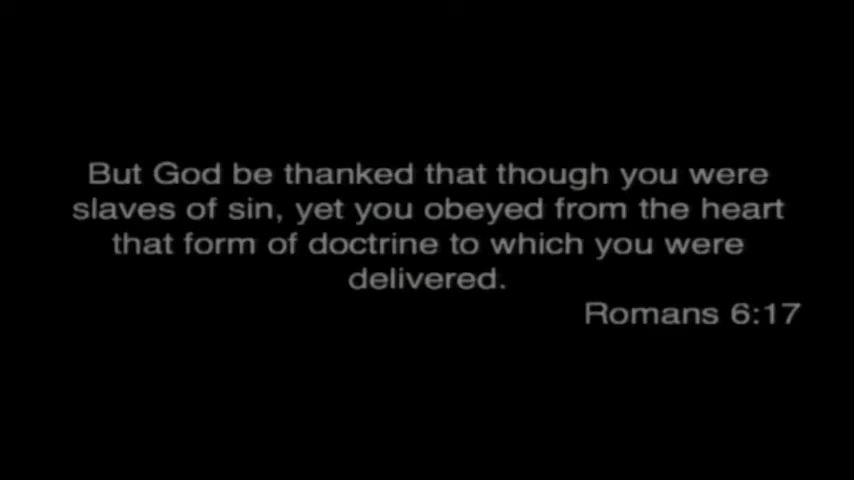 But God be thanked that though you were
slaves of sin, yet you obeyed from the heart
that form of doctrine to which you were
delivered.
Romans 6:17